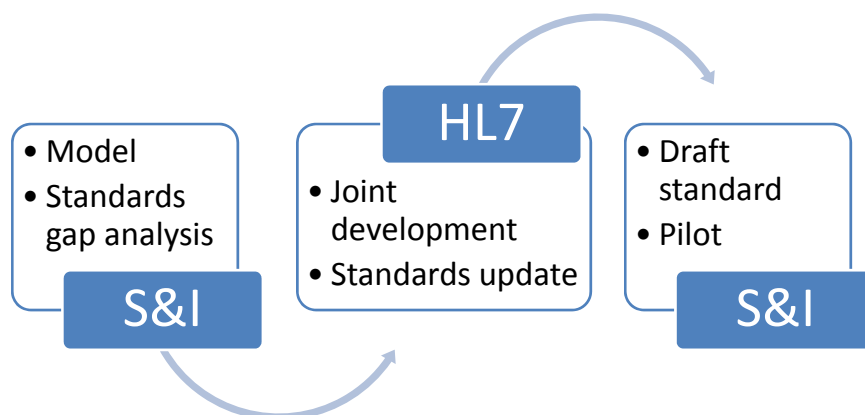 • Model
• Standards
gap analysis
S&I
HL7
• Joint
development
• Standards update
• Draft
standard
• Pilot
S&I